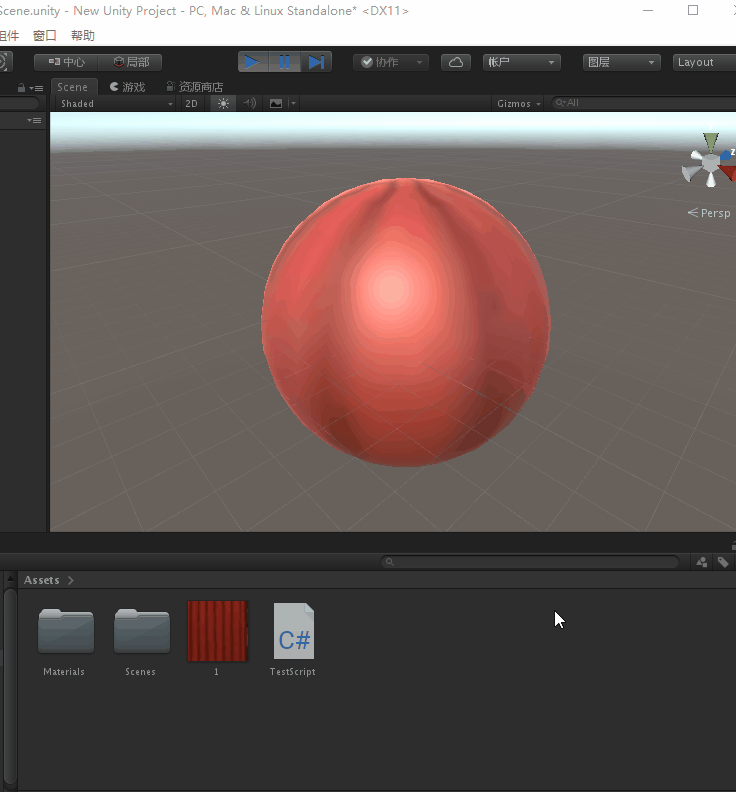 Scene.unity - New Unity Project - PC, Mac & Linux Standalone* <DX11>
组件 窗口 帮助
中心 局部 协作 帐户 图层 Layout
Scene 游戏 资源商店
Shaded 2D Gizmos All
z
Persp
Assets
C#
Materials Scenes 1 TestScript